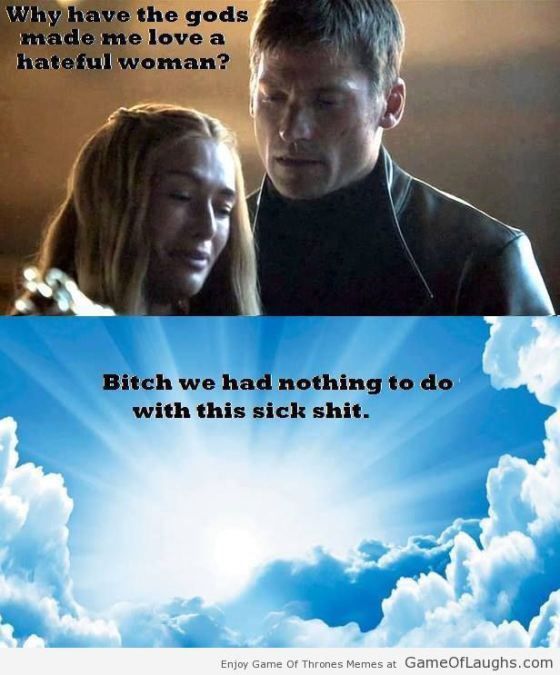 Why have the gods
made me love a
hateful woman?
Bitch we had nothing to do
with this sick shit.
Enjoy Game Of Thrones Memes at GameOfLaughs.com